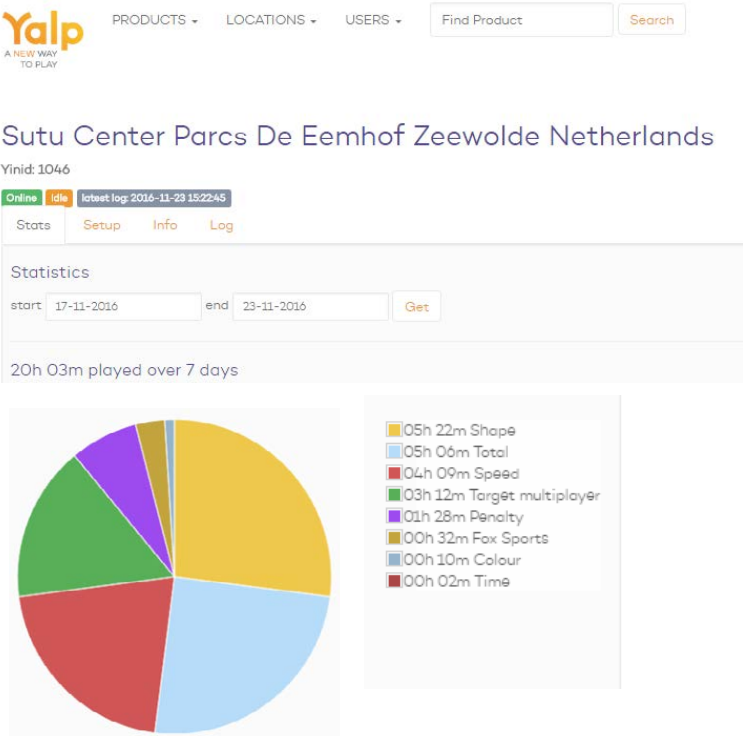 Yalp
A NEW WAY
TO PLAY
PRODUCTS LOCATIONS USERS Find Product Search
Sutu Center Parcs De Eemhof Zeewolde Netherlands
Yinid: 1046
Online Idle latest log: 2016-11-23 15:22:45
Stats Setup Info Log
Statistics
start 17-11-2016 end 23-11-2016 Get
20h 03m played over 7 days
05h 22m Shape
05h 06m Total
04h 09m Speed
03h 12m Target multiplayer
01h 28m Penalty
00h 32m Fox Sports
00h 10m Colour
00h 02m Time